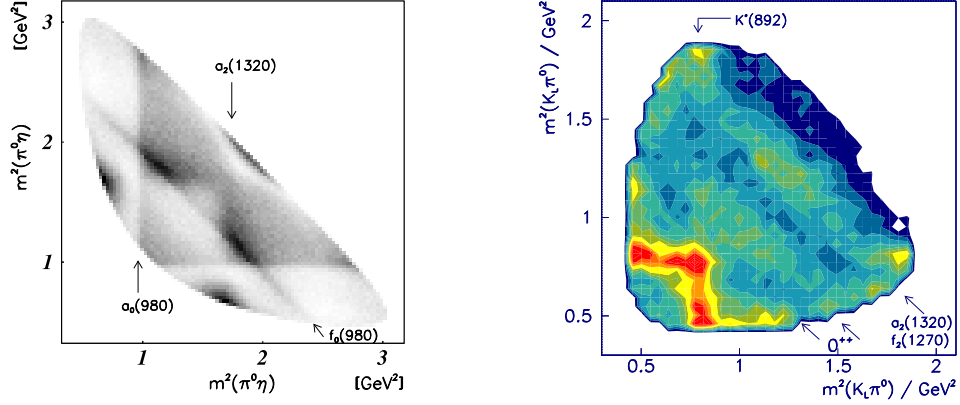 [GeV²]
3
2
1
m²(π⁰η)
a₂(1320)
a₀(980)
f₀(980)
1
2
3
m²(π⁰η)
[GeV²]
m²(K_Lπ⁰) / GeV²
2
1.5
1
0.5
K*(892)
a₂(1320)
f₂(1270)
0⁺⁺
0.5
1
1.5
2
m²(K_Lπ⁰) / GeV²